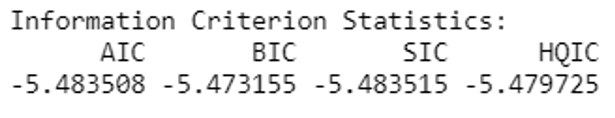 Information Criterion Statistics:
AIC BIC SIC HQIC
-5.483508 -5.473155 -5.483515 -5.479725